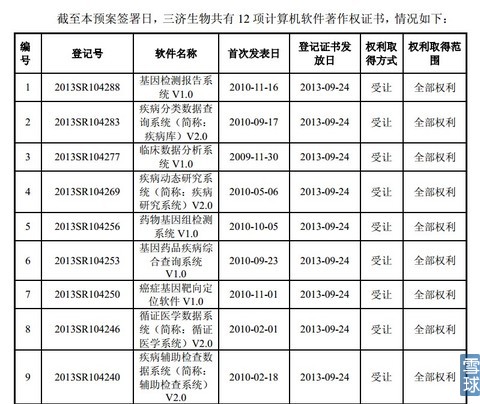 截至本预案签署日，三济生物共有 12 项计算机软件著作权证书，情况如下：
编号 登记号 软件名称 首次发表日 登记证书发放日 权利取得方式 权利取得范围
1 2013SR104288 基因检测报告系统 V1.0 2010-11-16 2013-09-24 受让 全部权利
2 2013SR104283 疾病分类数据查询系统（简称：疾病库）V2.0 2010-09-17 2013-09-24 受让 全部权利
3 2013SR104277 临床数据分析系统 V1.0 2009-11-30 2013-09-24 受让 全部权利
4 2013SR104269 疾病动态研究系统（简称：疾病研究系统）V2.0 2010-05-06 2013-09-24 受让 全部权利
5 2013SR104256 药物基因组检测系统 V1.0 2010-10-05 2013-09-24 受让 全部权利
6 2013SR104253 基因药品疾病综合查询系统 V1.0 2010-09-23 2013-09-24 受让 全部权利
7 2013SR104250 癌症基因靶向定位软件 V1.0 2010-11-01 2013-09-24 受让 全部权利
8 2013SR104246 循证医学数据系统（简称：循证医学系统）V2.0 2010-02-01 2013-09-24 受让 全部权利
9 2013SR104240 疾病辅助检查数据系统（简称：辅助检查系统）V2.0 2010-02-18 2013-09-24 受让 全部权利
雪球